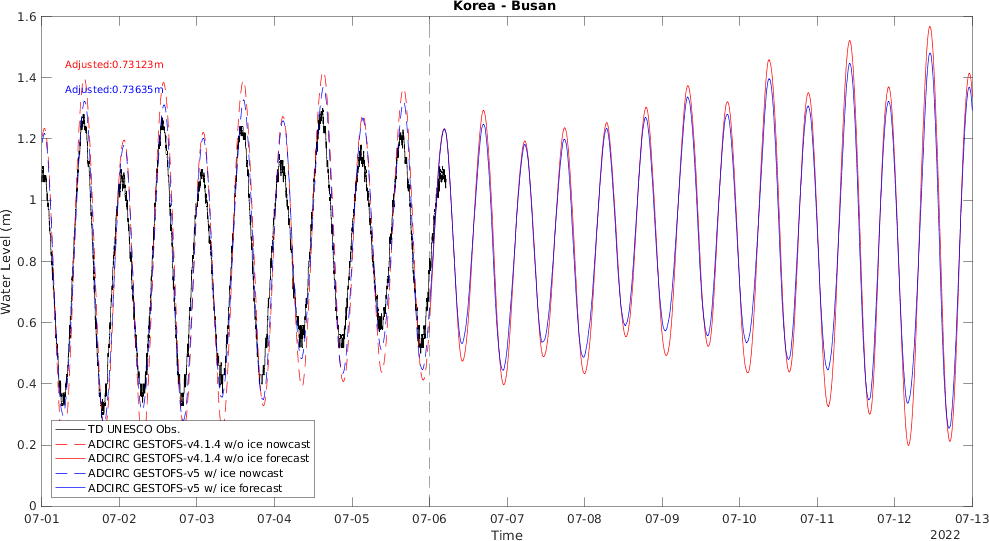 Korea - Busan
1.6
1.4
1.2
1
0.8
0.6
0.4
0.2
0
Water Level (m)
Adjusted:0.73123m
Adjusted:0.73635m
TD UNESCO Obs.
ADCIRC GESTOFS-v4.1.4 w/o ice nowcast
ADCIRC GESTOFS-v4.1.4 w/o ice forecast
ADCIRC GESTOFS-v5 w/ ice nowcast
ADCIRC GESTOFS-v5 w/ ice forecast
07-01 07-02 07-03 07-04 07-05 07-06 07-07 07-08 07-09 07-10 07-11 07-12 07-13
Time
2022